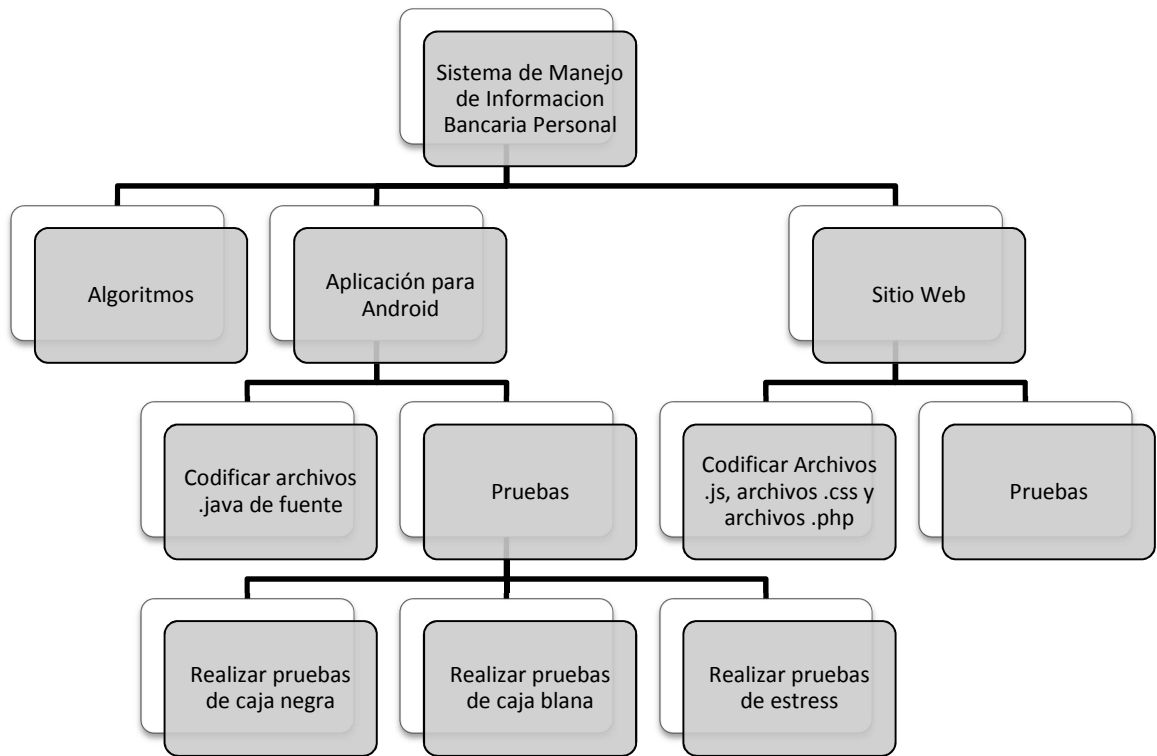 Sistema de Manejo
de Informacion
Bancaria Personal
Algoritmos
Aplicación para
Android
Sitio Web
Codificar archivos
.java de fuente
Pruebas
Codificar Archivos
.js, archivos .css y
archivos .php
Pruebas
Realizar pruebas
de caja negra
Realizar pruebas
de caja blana
Realizar pruebas
de estress